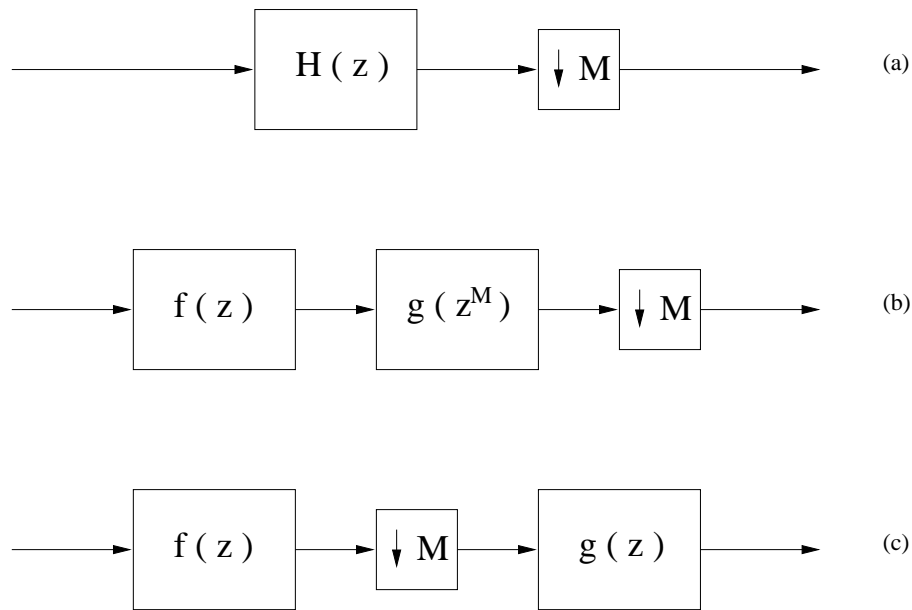 H ( z ) ↓ M (a)
f ( z ) g ( z^M ) ↓ M (b)
f ( z ) ↓ M g ( z ) (c)